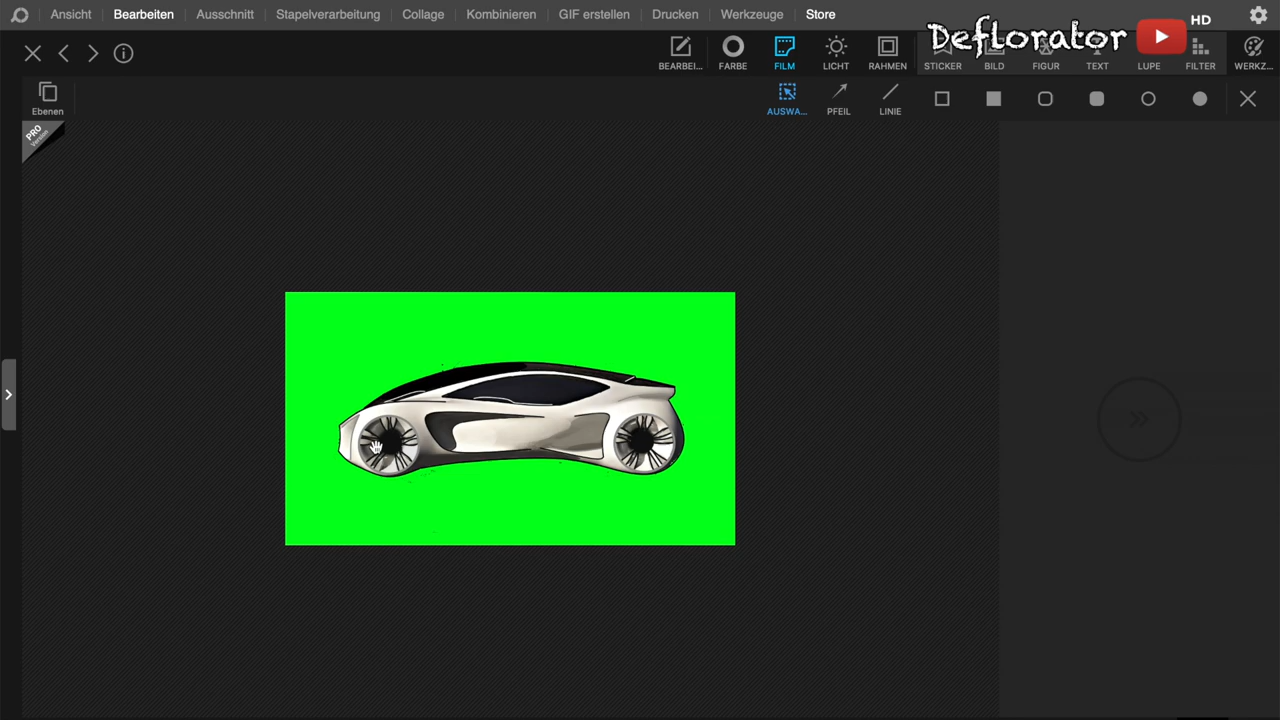 Ansicht Bearbeiten Ausschnitt Stapelverarbeitung Collage Kombinieren GIF erstellen Drucken Werkzeuge Store
Deflorator HD
BEARBEI... FARBE FILM LICHT RAHMEN STICKER BILD FIGUR TEXT LUPE FILTER WERKZ...
Ebenen AUSWA... PFEIL LINIE
PRO
Version